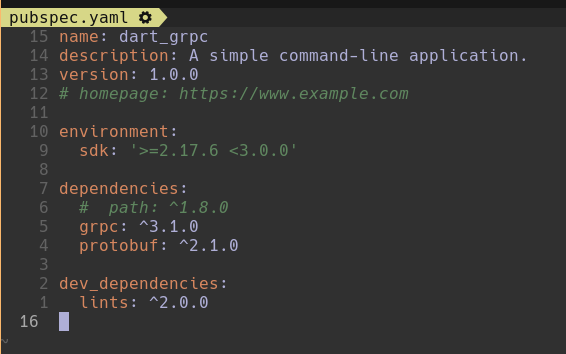 pubspec.yaml
15 name: dart_grpc
14 description: A simple command-line application.
13 version: 1.0.0
12 # homepage: https://www.example.com
11
10 environment:
9   sdk: '>=2.17.6 <3.0.0'
8
7 dependencies:
6   #  path: ^1.8.0
5   grpc: ^3.1.0
4   protobuf: ^2.1.0
3
2 dev_dependencies:
1   lints: ^2.0.0
16
~